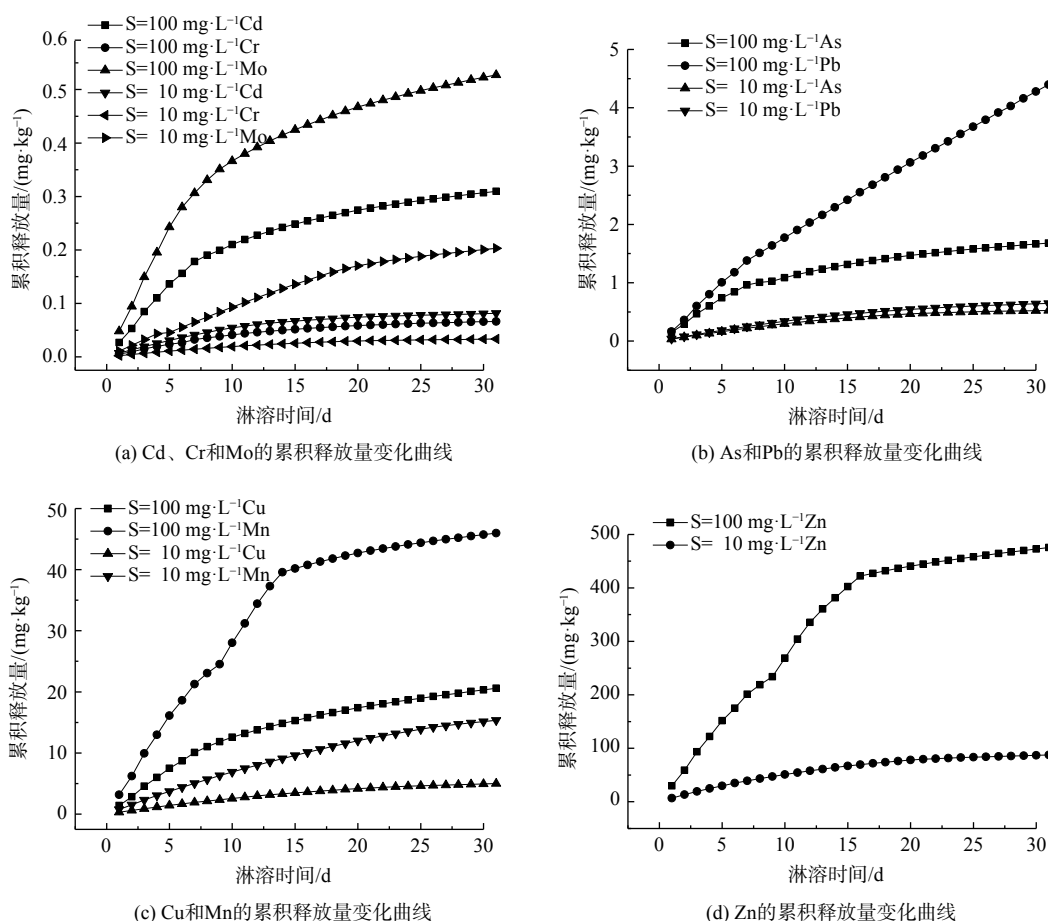 S=100 mg·L⁻¹Cd
S=100 mg·L⁻¹Cr
S=100 mg·L⁻¹Mo
S= 10 mg·L⁻¹Cd
S= 10 mg·L⁻¹Cr
S= 10 mg·L⁻¹Mo
0.6
0.5
0.4
0.3
0.2
0.1
0.0
累积释放量/(mg·kg⁻¹)
0 5 10 15 20 25 30
淋溶时间/d
(a) Cd、Cr和Mo的累积释放量变化曲线
S=100 mg·L⁻¹As
S=100 mg·L⁻¹Pb
S= 10 mg·L⁻¹As
S= 10 mg·L⁻¹Pb
5
4
3
2
1
0
累积释放量/(mg·kg⁻¹)
0 5 10 15 20 25 30
淋溶时间/d
(b) As和Pb的累积释放量变化曲线
S=100 mg·L⁻¹Cu
S=100 mg·L⁻¹Mn
S= 10 mg·L⁻¹Cu
S= 10 mg·L⁻¹Mn
50
40
30
20
10
0
累积释放量/(mg·kg⁻¹)
0 5 10 15 20 25 30
淋溶时间/d
(c) Cu和Mn的累积释放量变化曲线
S=100 mg·L⁻¹Zn
S= 10 mg·L⁻¹Zn
500
400
300
200
100
0
累积释放量/(mg·kg⁻¹)
0 5 10 15 20 25 30
淋溶时间/d
(d) Zn的累积释放量变化曲线